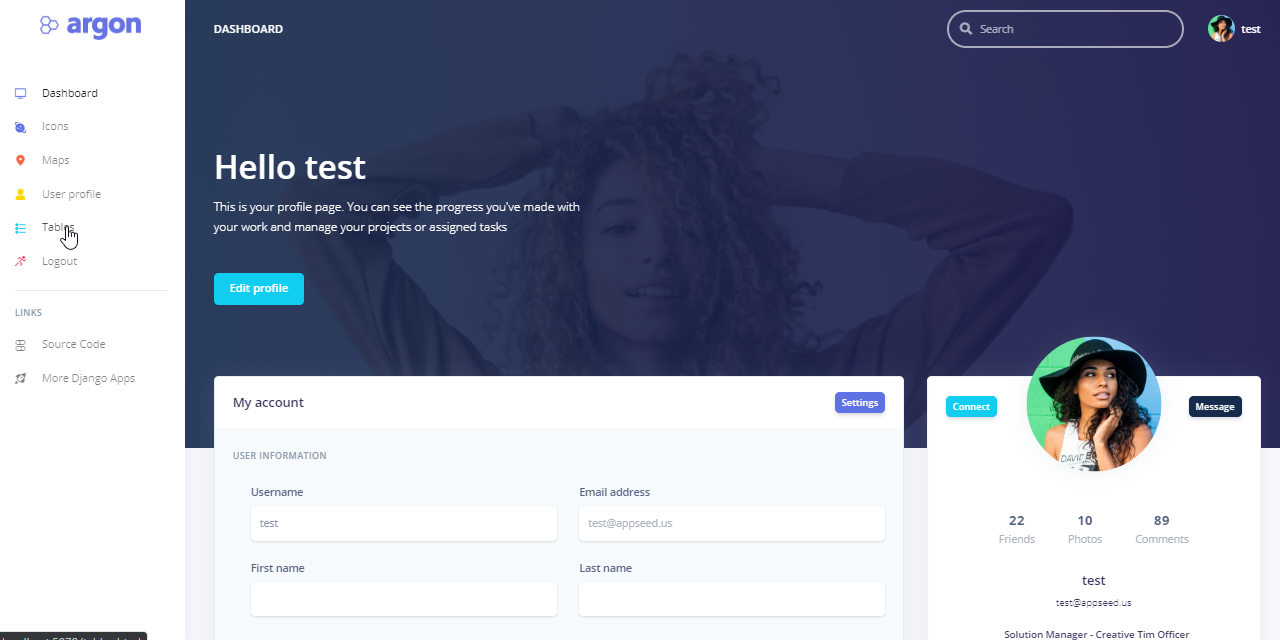 argon
DASHBOARD
Search
test
Dashboard
Icons
Maps
User profile
Tables
Logout
LINKS
Source Code
More Django Apps
Hello test
This is your profile page. You can see the progress you've made with
your work and manage your projects or assigned tasks
Edit profile
My account
Settings
USER INFORMATION
Username
Email address
test
test@appseed.us
First name
Last name
Connect
Message
22
10
89
Friends
Photos
Comments
test
test@appseed.us
Solution Manager - Creative Tim Officer